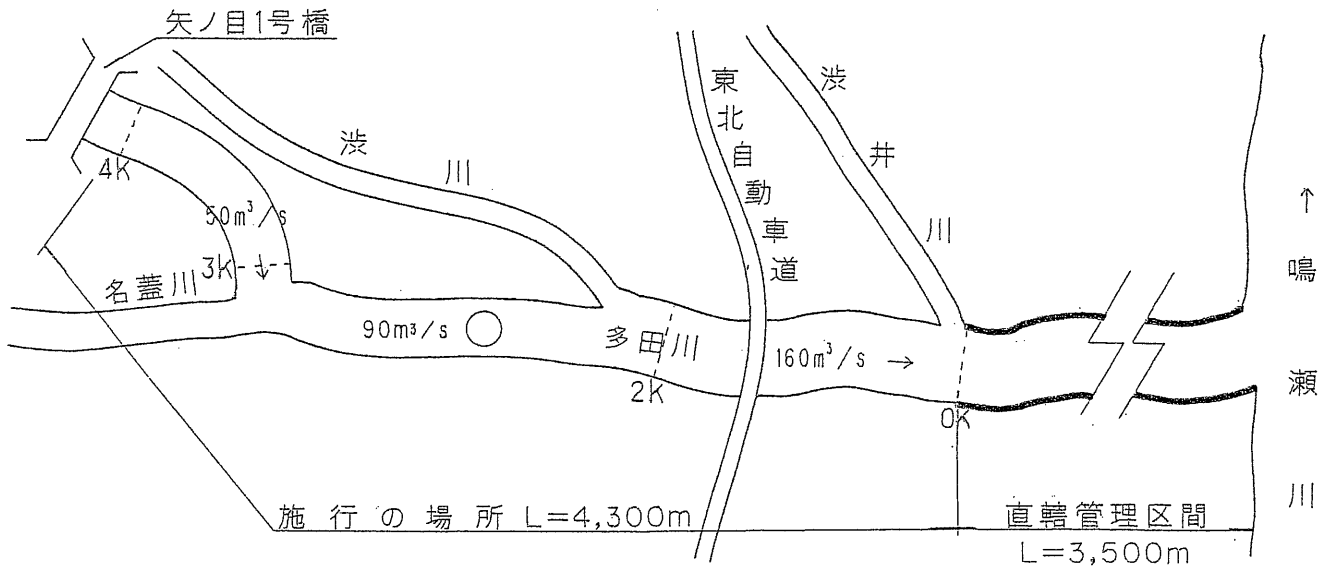 矢ノ目1号橋
東北自動車道
渋井川
渋川
4K
50m³/s
3K
名蓋川
90m³/s
多田川
2K
160m³/s →
0K
↑鳴瀬川
施行の場所 L=4,300m
直轄管理区間
L=3,500m